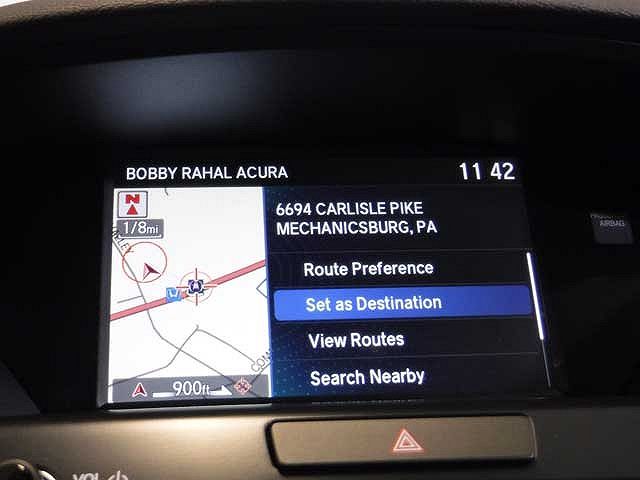 BOBBY RAHAL ACURA
11 42
N
1/8mi
6694 CARLISLE PIKE
MECHANICSBURG, PA
Route Preference
Set as Destination
View Routes
Search Nearby
900ft
AIRBAG
VOL